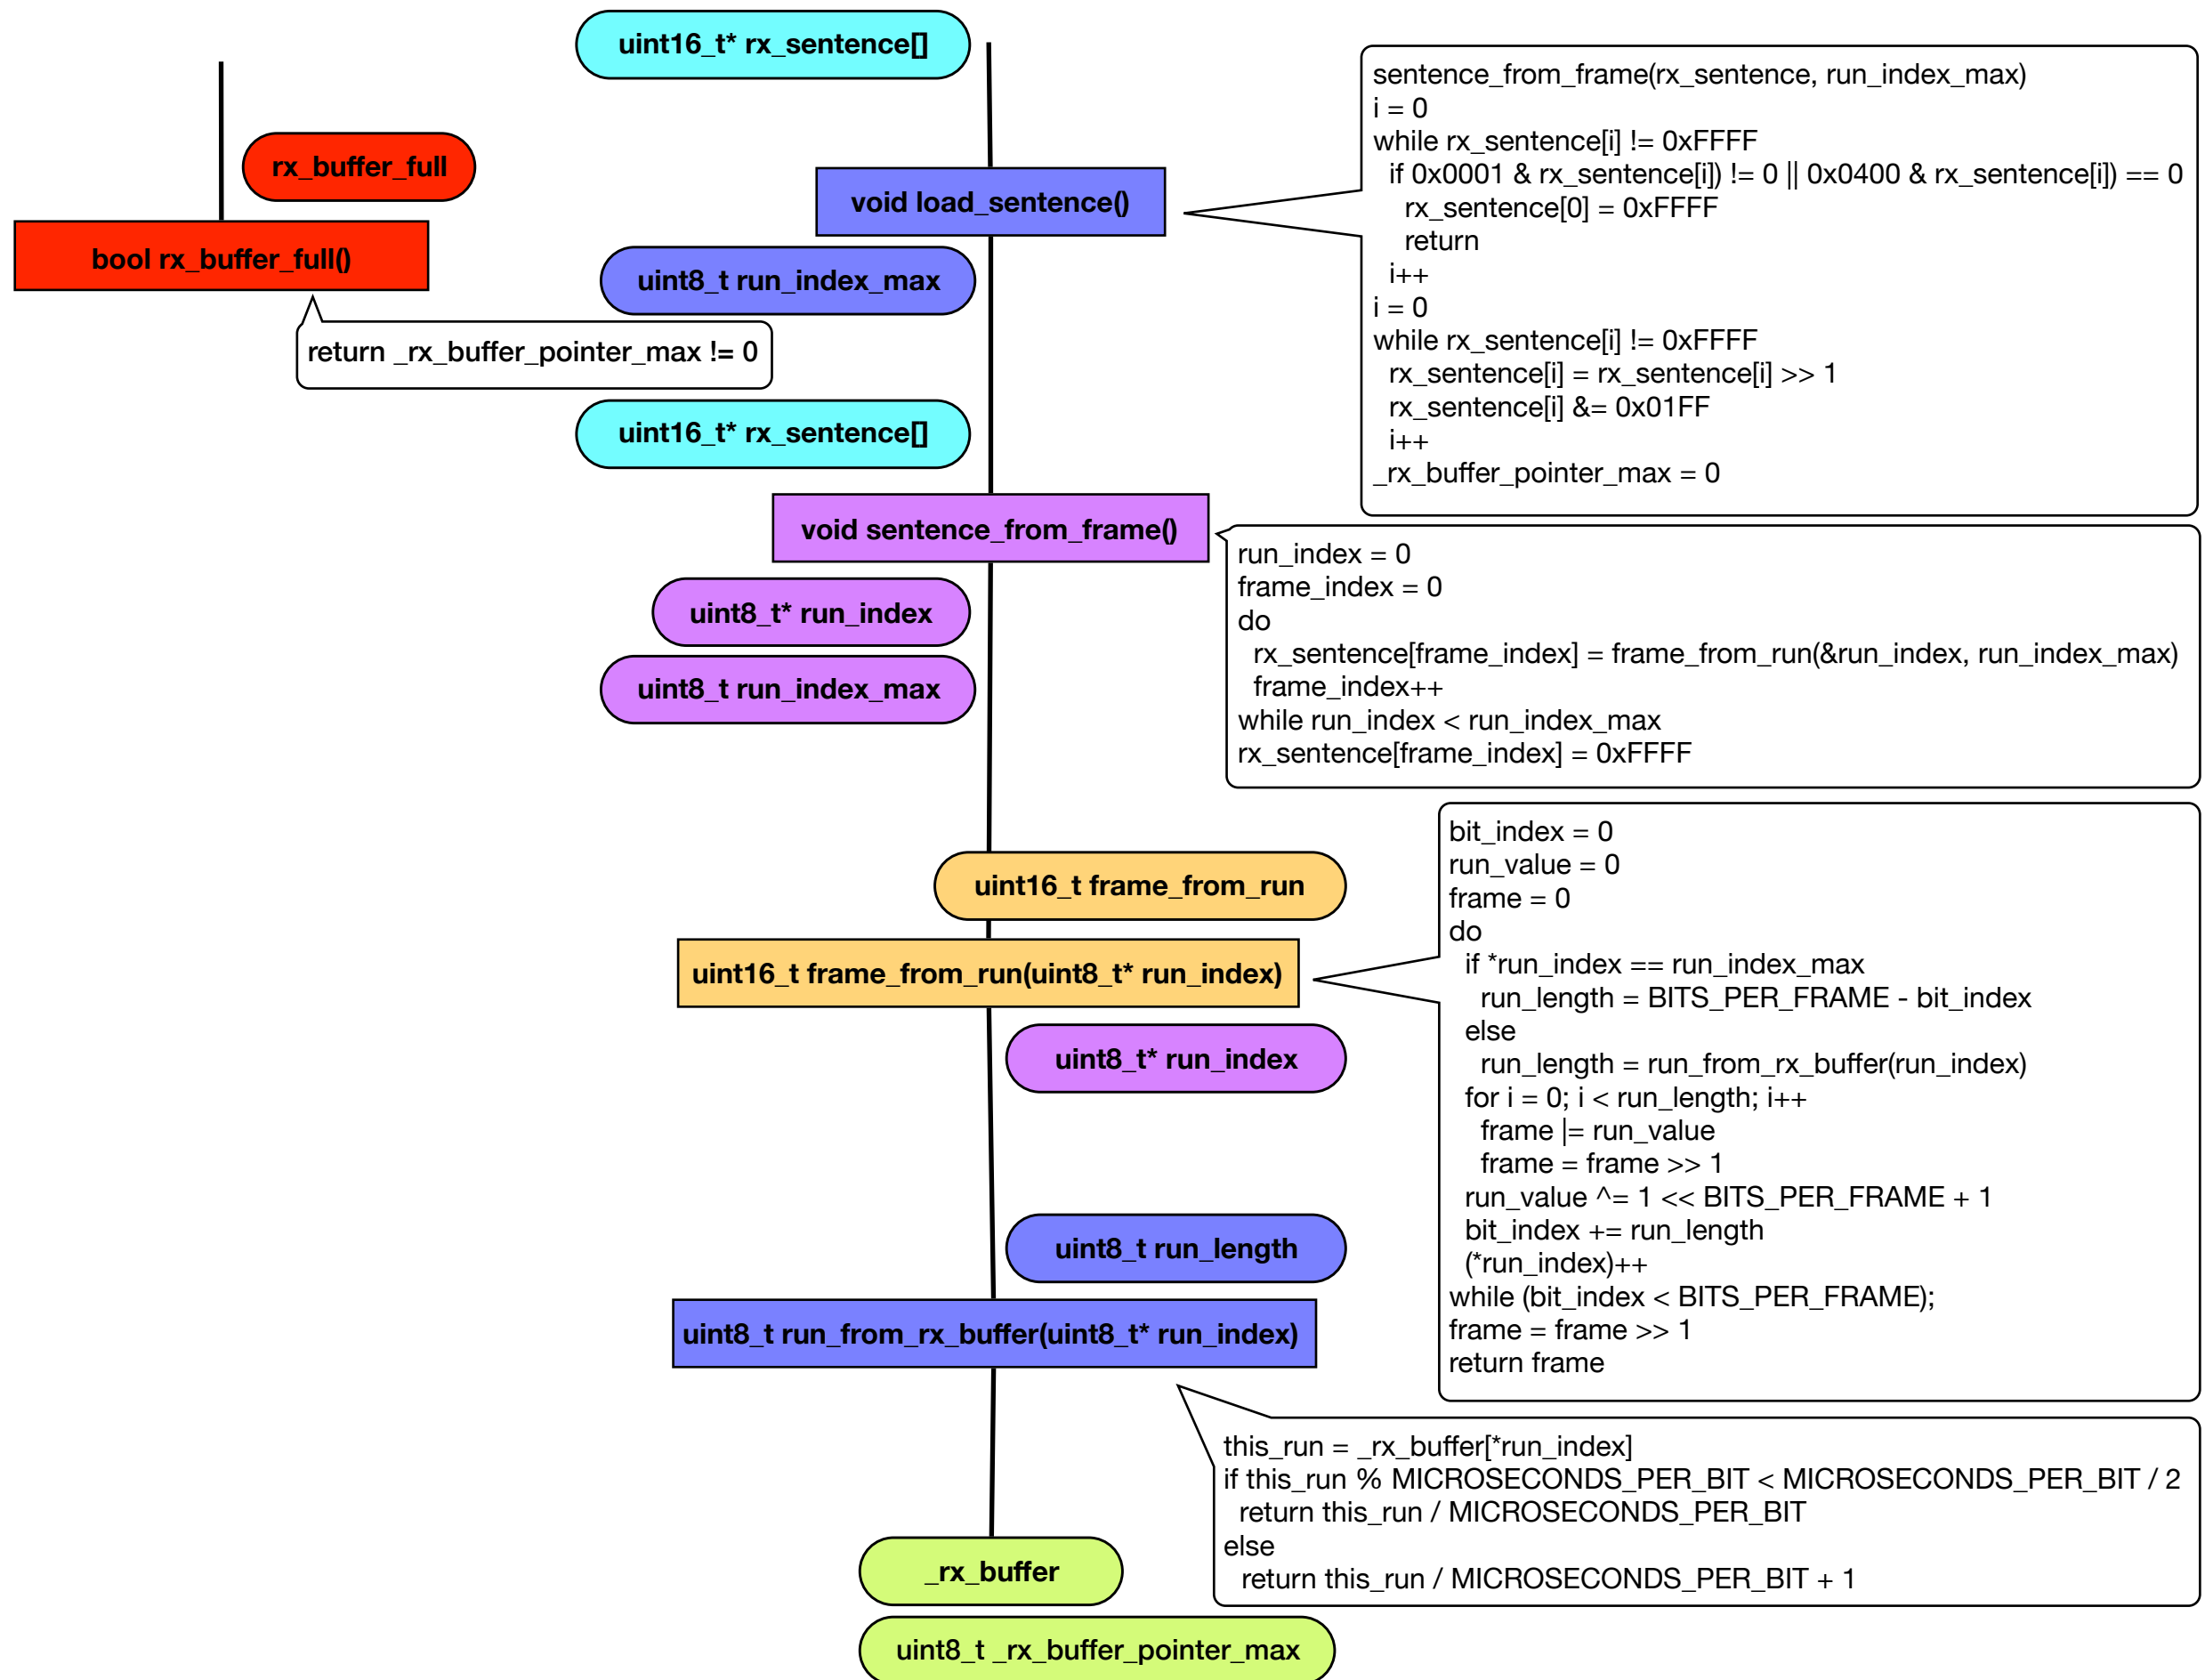 uint16_t* rx_sentence[]
rx_buffer_full
bool rx_buffer_full()
return _rx_buffer_pointer_max != 0
void load_sentence()
sentence_from_frame(rx_sentence, run_index_max)
i = 0
while rx_sentence[i] != 0xFFFF
if 0x0001 & rx_sentence[i]) != 0 || 0x0400 & rx_sentence[i]) == 0
rx_sentence[0] = 0xFFFF
return
i++
i = 0
while rx_sentence[i] != 0xFFFF
rx_sentence[i] = rx_sentence[i] >> 1
rx_sentence[i] &= 0x01FF
i++
_rx_buffer_pointer_max = 0
uint8_t run_index_max
uint16_t* rx_sentence[]
void sentence_from_frame()
run_index = 0
frame_index = 0
do
rx_sentence[frame_index] = frame_from_run(&run_index, run_index_max)
frame_index++
while run_index < run_index_max
rx_sentence[frame_index] = 0xFFFF
uint8_t* run_index
uint8_t run_index_max
uint16_t frame_from_run
uint16_t frame_from_run(uint8_t* run_index)
bit_index = 0
run_value = 0
frame = 0
do
if *run_index == run_index_max
run_length = BITS_PER_FRAME - bit_index
else
run_length = run_from_rx_buffer(run_index)
for i = 0; i < run_length; i++
frame |= run_value
frame = frame >> 1
run_value ^= 1 << BITS_PER_FRAME + 1
bit_index += run_length
(*run_index)++
while (bit_index < BITS_PER_FRAME);
frame = frame >> 1
return frame
uint8_t* run_index
uint8_t run_length
uint8_t run_from_rx_buffer(uint8_t* run_index)
this_run = _rx_buffer[*run_index]
if this_run % MICROSECONDS_PER_BIT < MICROSECONDS_PER_BIT / 2
return this_run / MICROSECONDS_PER_BIT
else
return this_run / MICROSECONDS_PER_BIT + 1
_rx_buffer
uint8_t _rx_buffer_pointer_max